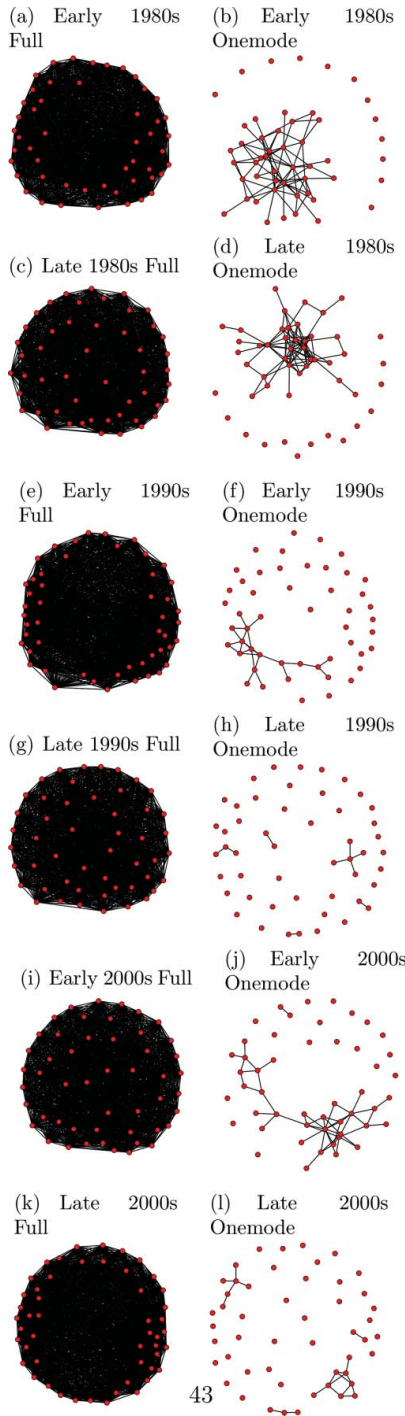 (a) Early 1980s
Full
(b) Early 1980s
Onemode
(c) Late 1980s Full
(d) Late 1980s
Onemode
(e) Early 1990s
Full
(f) Early 1990s
Onemode
(g) Late 1990s Full
(h) Late 1990s
Onemode
(i) Early 2000s Full
(j) Early 2000s
Onemode
(k) Late 2000s
Full
(l) Late 2000s
Onemode
43